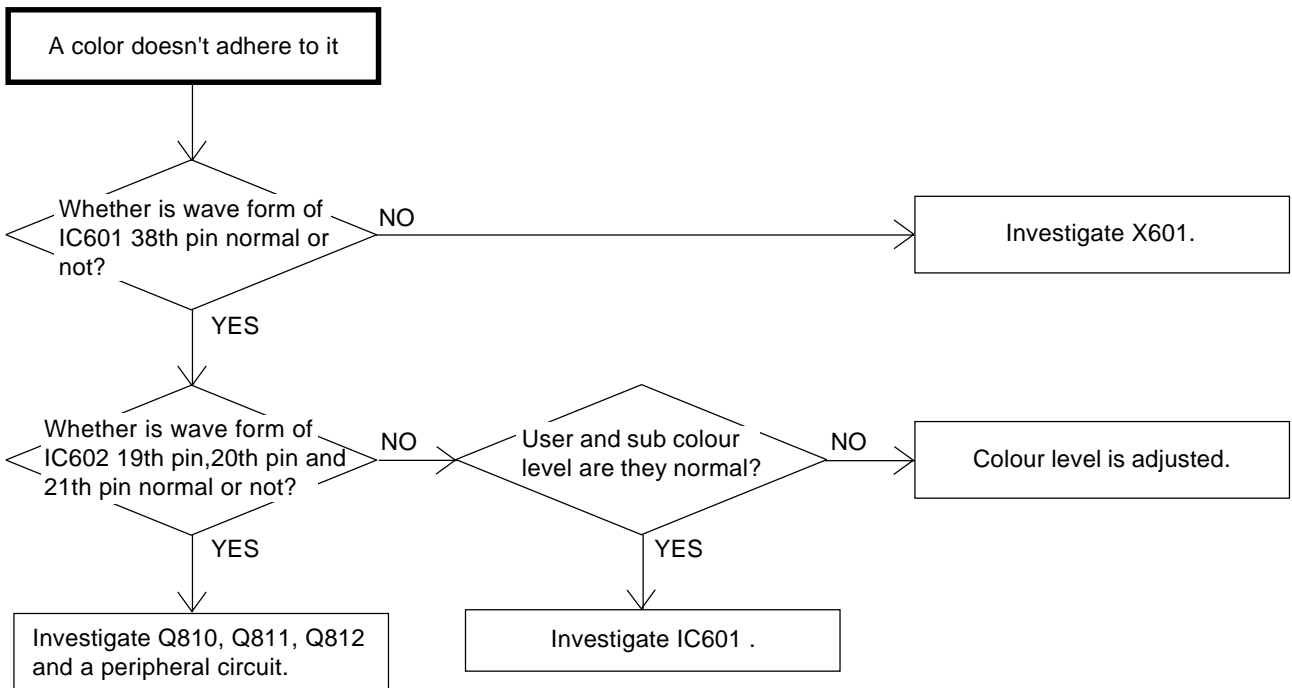 A color doesn't adhere to it
Whether is wave form of
IC601 38th pin normal or
not?
NO
Investigate X601.
YES
Whether is wave form of
IC602 19th pin,20th pin and
21th pin normal or not?
NO
User and sub colour
level are they normal?
NO
Colour level is adjusted.
YES
YES
Investigate Q810, Q811, Q812
and a peripheral circuit.
Investigate IC601 .